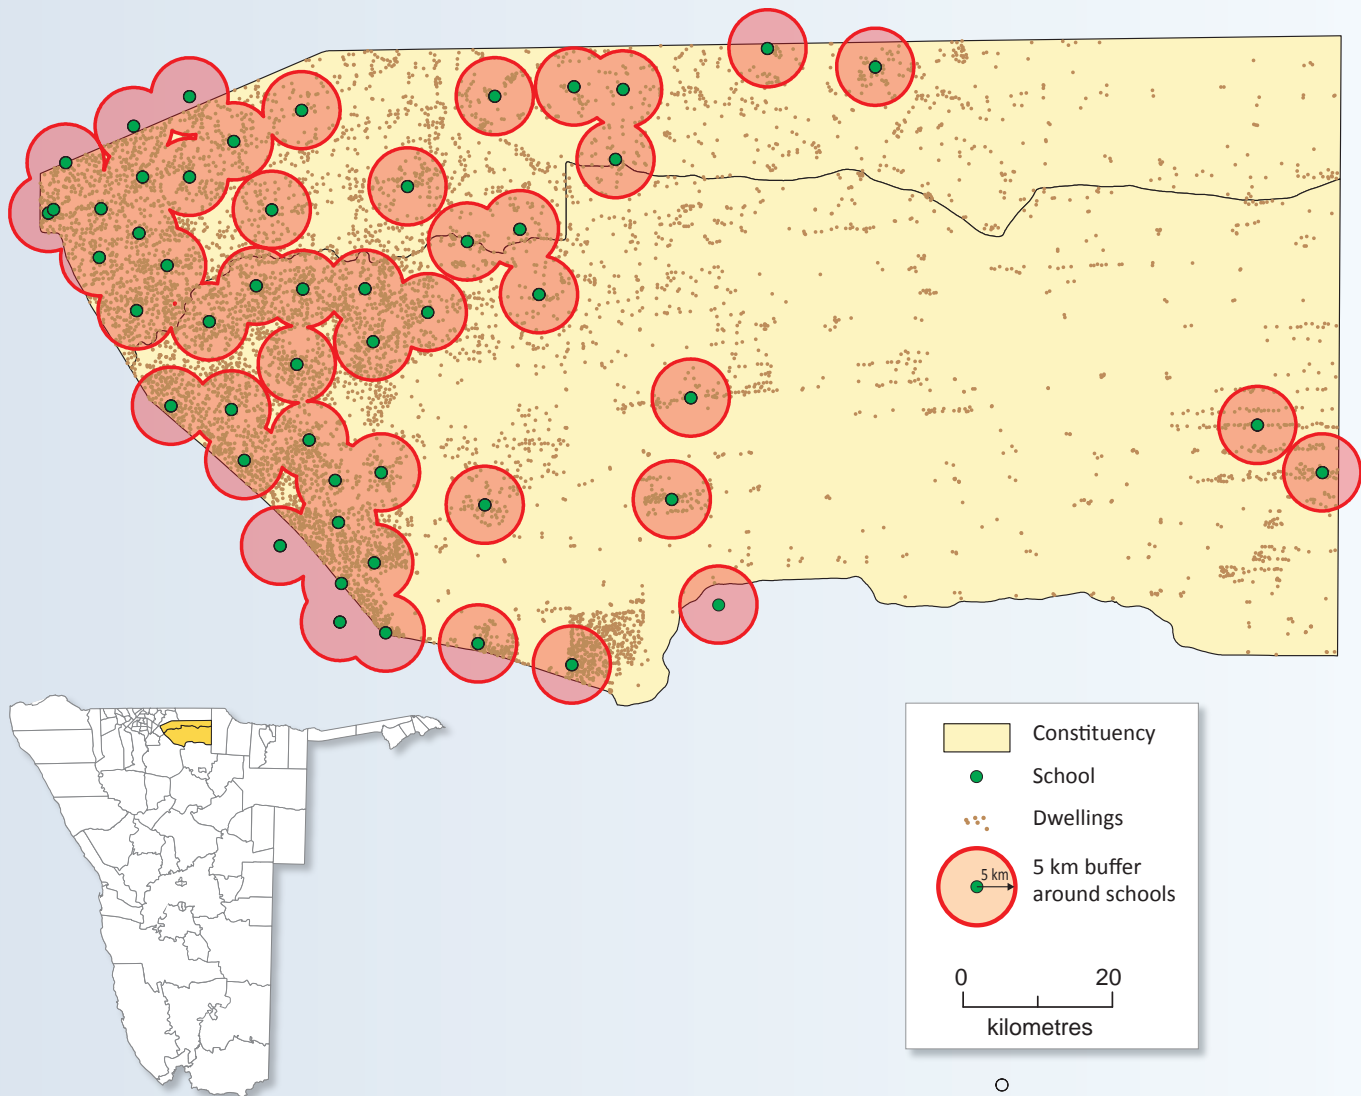 Constituency
School
Dwellings
5 km
5 km buffer
around schools
0 20
kilometres